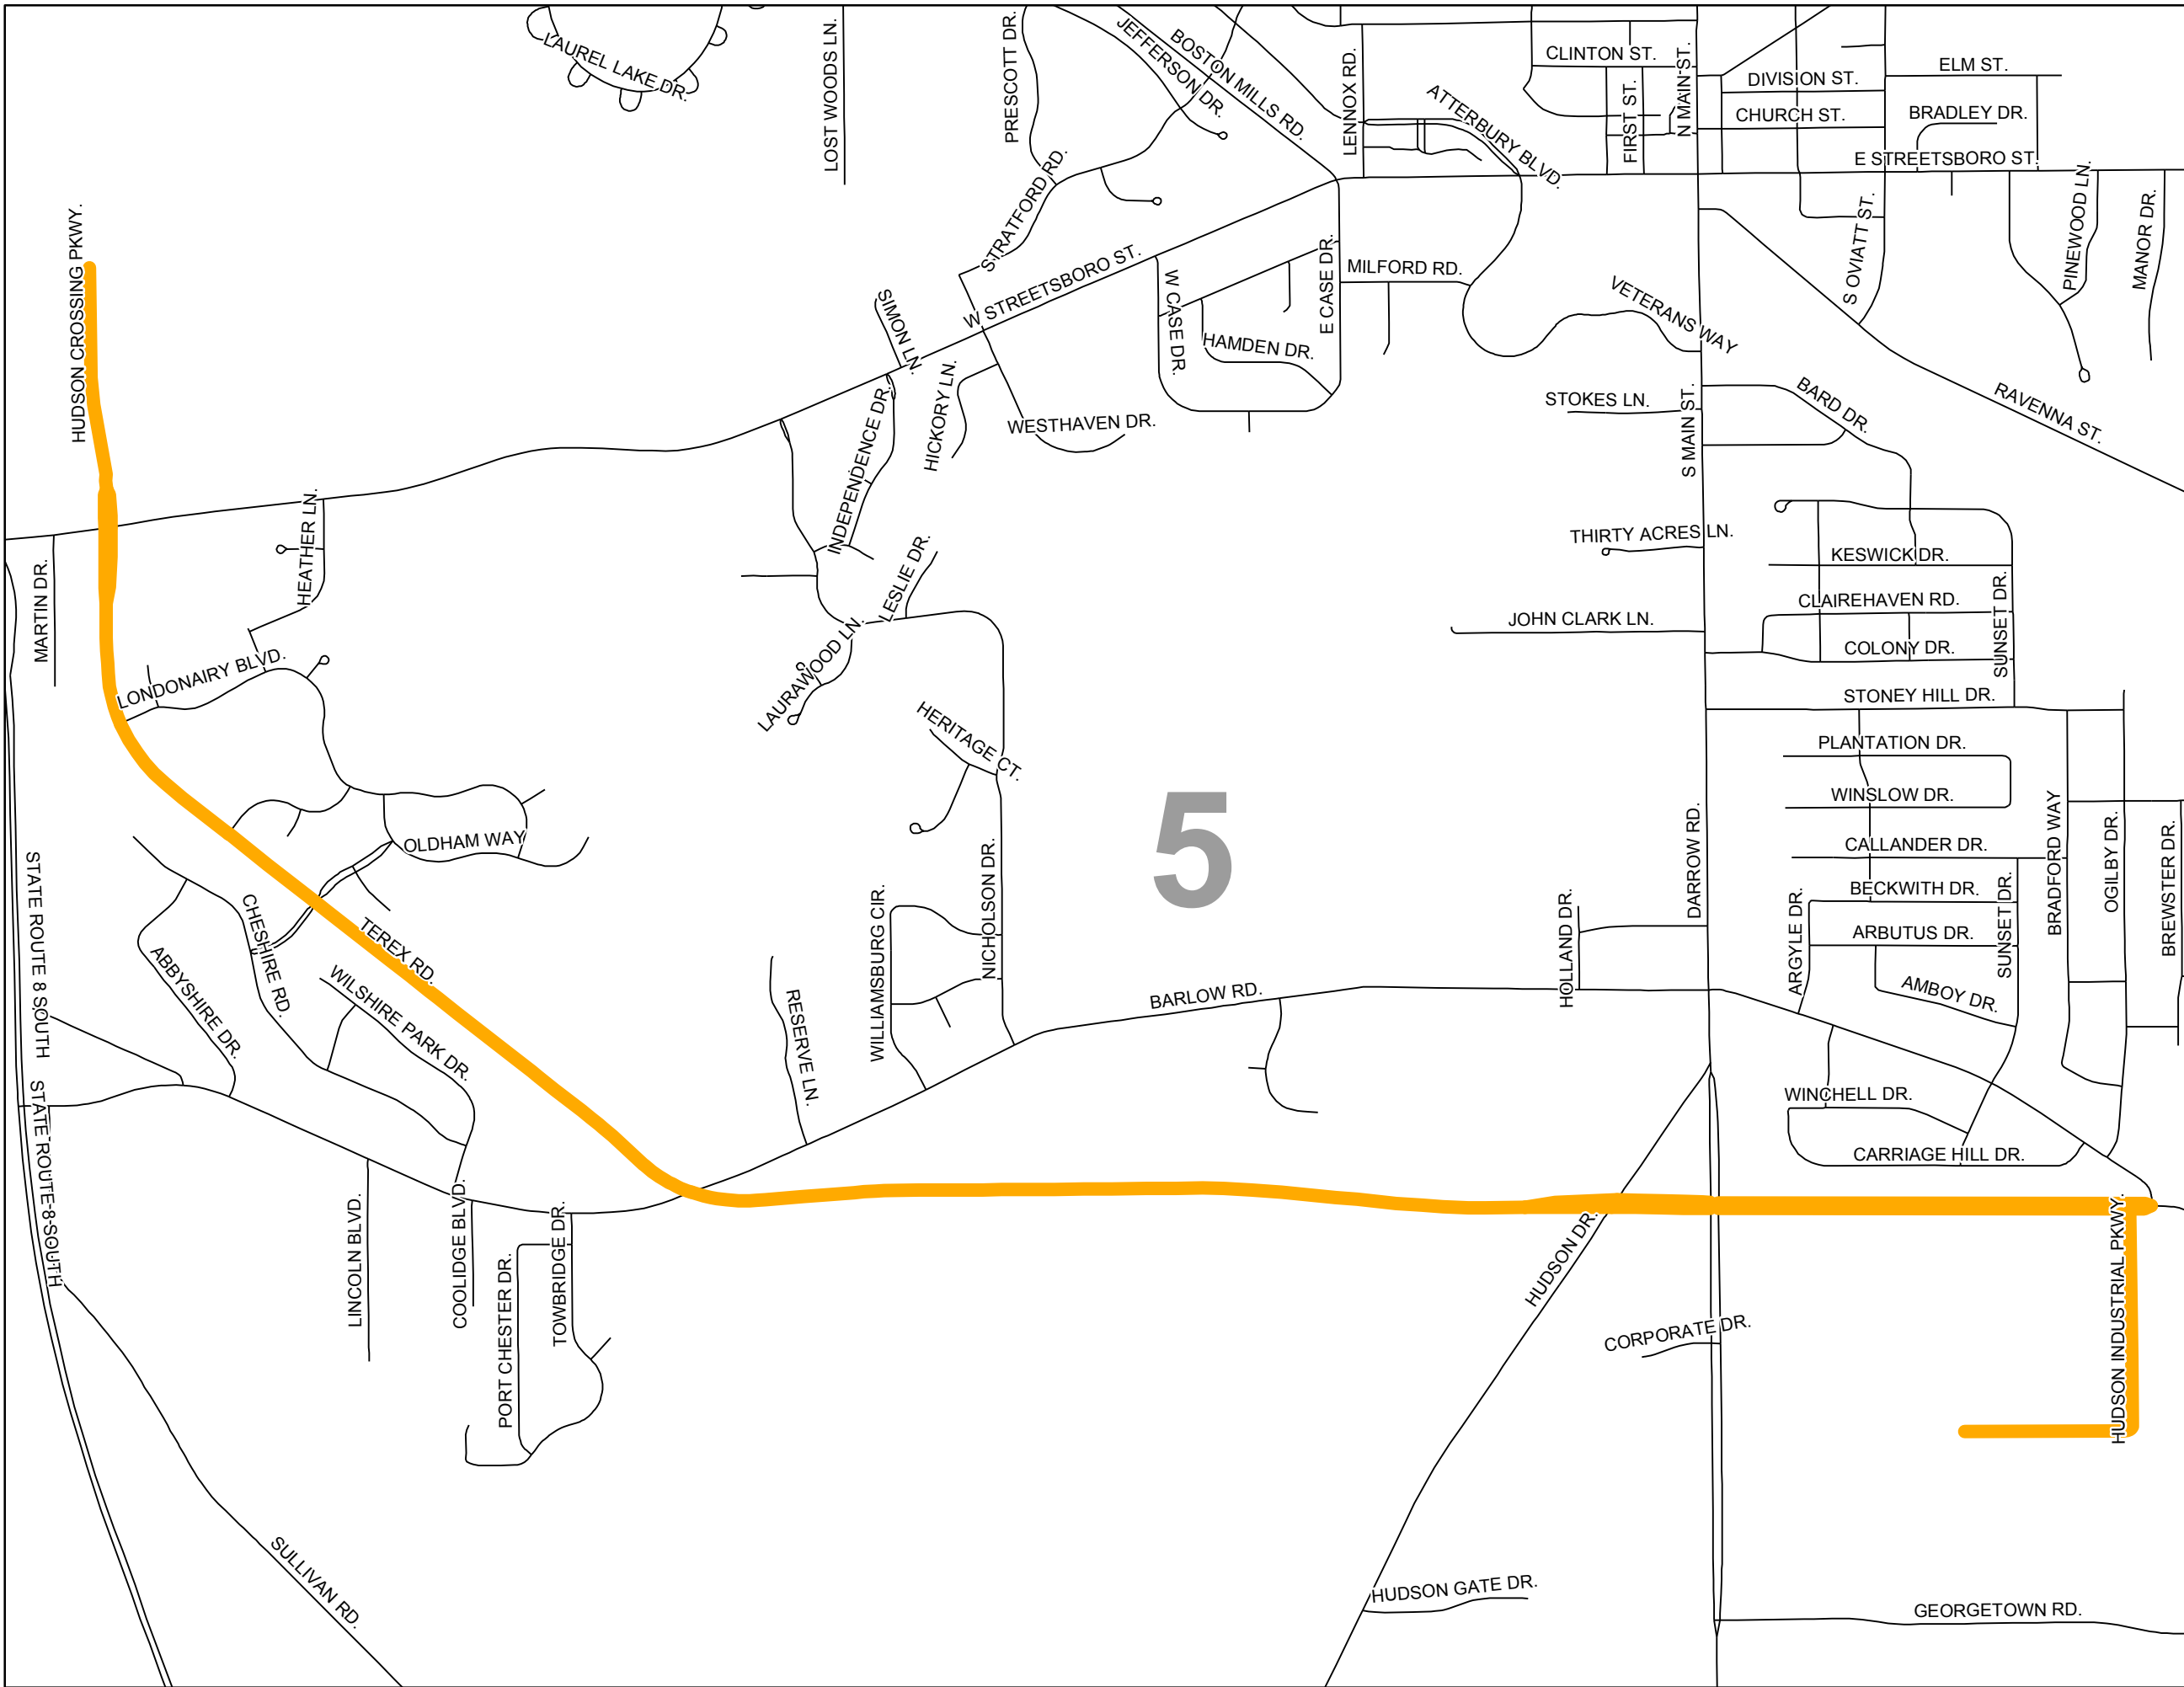 LAUREL LAKE DR.
LOST WOODS LN.
PRESCOTT DR.
JEFFERSON DR.
BOSTON MILLS RD.
LENNOX RD.
ATTERBURY BLVD.
CLINTON ST.
FIRST ST.
N MAIN ST.
DIVISION ST.
CHURCH ST.
ELM ST.
BRADLEY DR.
E STREETSBORO ST.
STRATFORD RD.
W STREETSBORO ST.
HUDSON CROSSING PKWY.
SIMON LN.
W CASE DR.
HAMDEN DR.
E CASE DR.
MILFORD RD.
VETERANS WAY
S OVIATT ST.
PINEWOOD LN.
MANOR DR.
INDEPENDENCE DR.
HICKORY LN.
WESTHAVEN DR.
STOKES LN.
S MAIN ST.
BARD DR.
RAVENNA ST.
MARTIN DR.
HEATHER LN.
LESLIE DR.
THIRTY ACRES LN.
KESWICK DR.
CLAIREHAVEN RD.
SUNSET DR.
JOHN CLARK LN.
COLONY DR.
LONDONAIRY BLVD.
LAURAWOOD LN.
STONEY HILL DR.
HERITAGE CT.
PLANTATION DR.
WINSLOW DR.
5
OLDHAM WAY
DARROW RD.
CALLANDER DR.
BRADFORD WAY
OGILBY DR.
BREWSTER DR.
STATE ROUTE 8 SOUTH
CHESHIRE RD.
TEREX RD.
ABBYSHIRE DR.
WILSHIRE PARK DR.
WILLIAMSBURG CIR.
NICHOLSON DR.
RESERVE LN.
BARLOW RD.
HOLLAND DR.
BECKWITH DR.
ARGYLE DR.
ARBUTUS DR.
SUNSET DR.
AMBOY DR.
STATE ROUTE 8 SOUTH
WINCHELL DR.
CARRIAGE HILL DR.
LINCOLN BLVD.
COOLIDGE BLVD.
PORT CHESTER DR.
TOWBRIDGE DR.
HUDSON DR.
HUDSON INDUSTRIAL PKWY.
CORPORATE DR.
SULLIVAN RD.
HUDSON GATE DR.
GEORGETOWN RD.